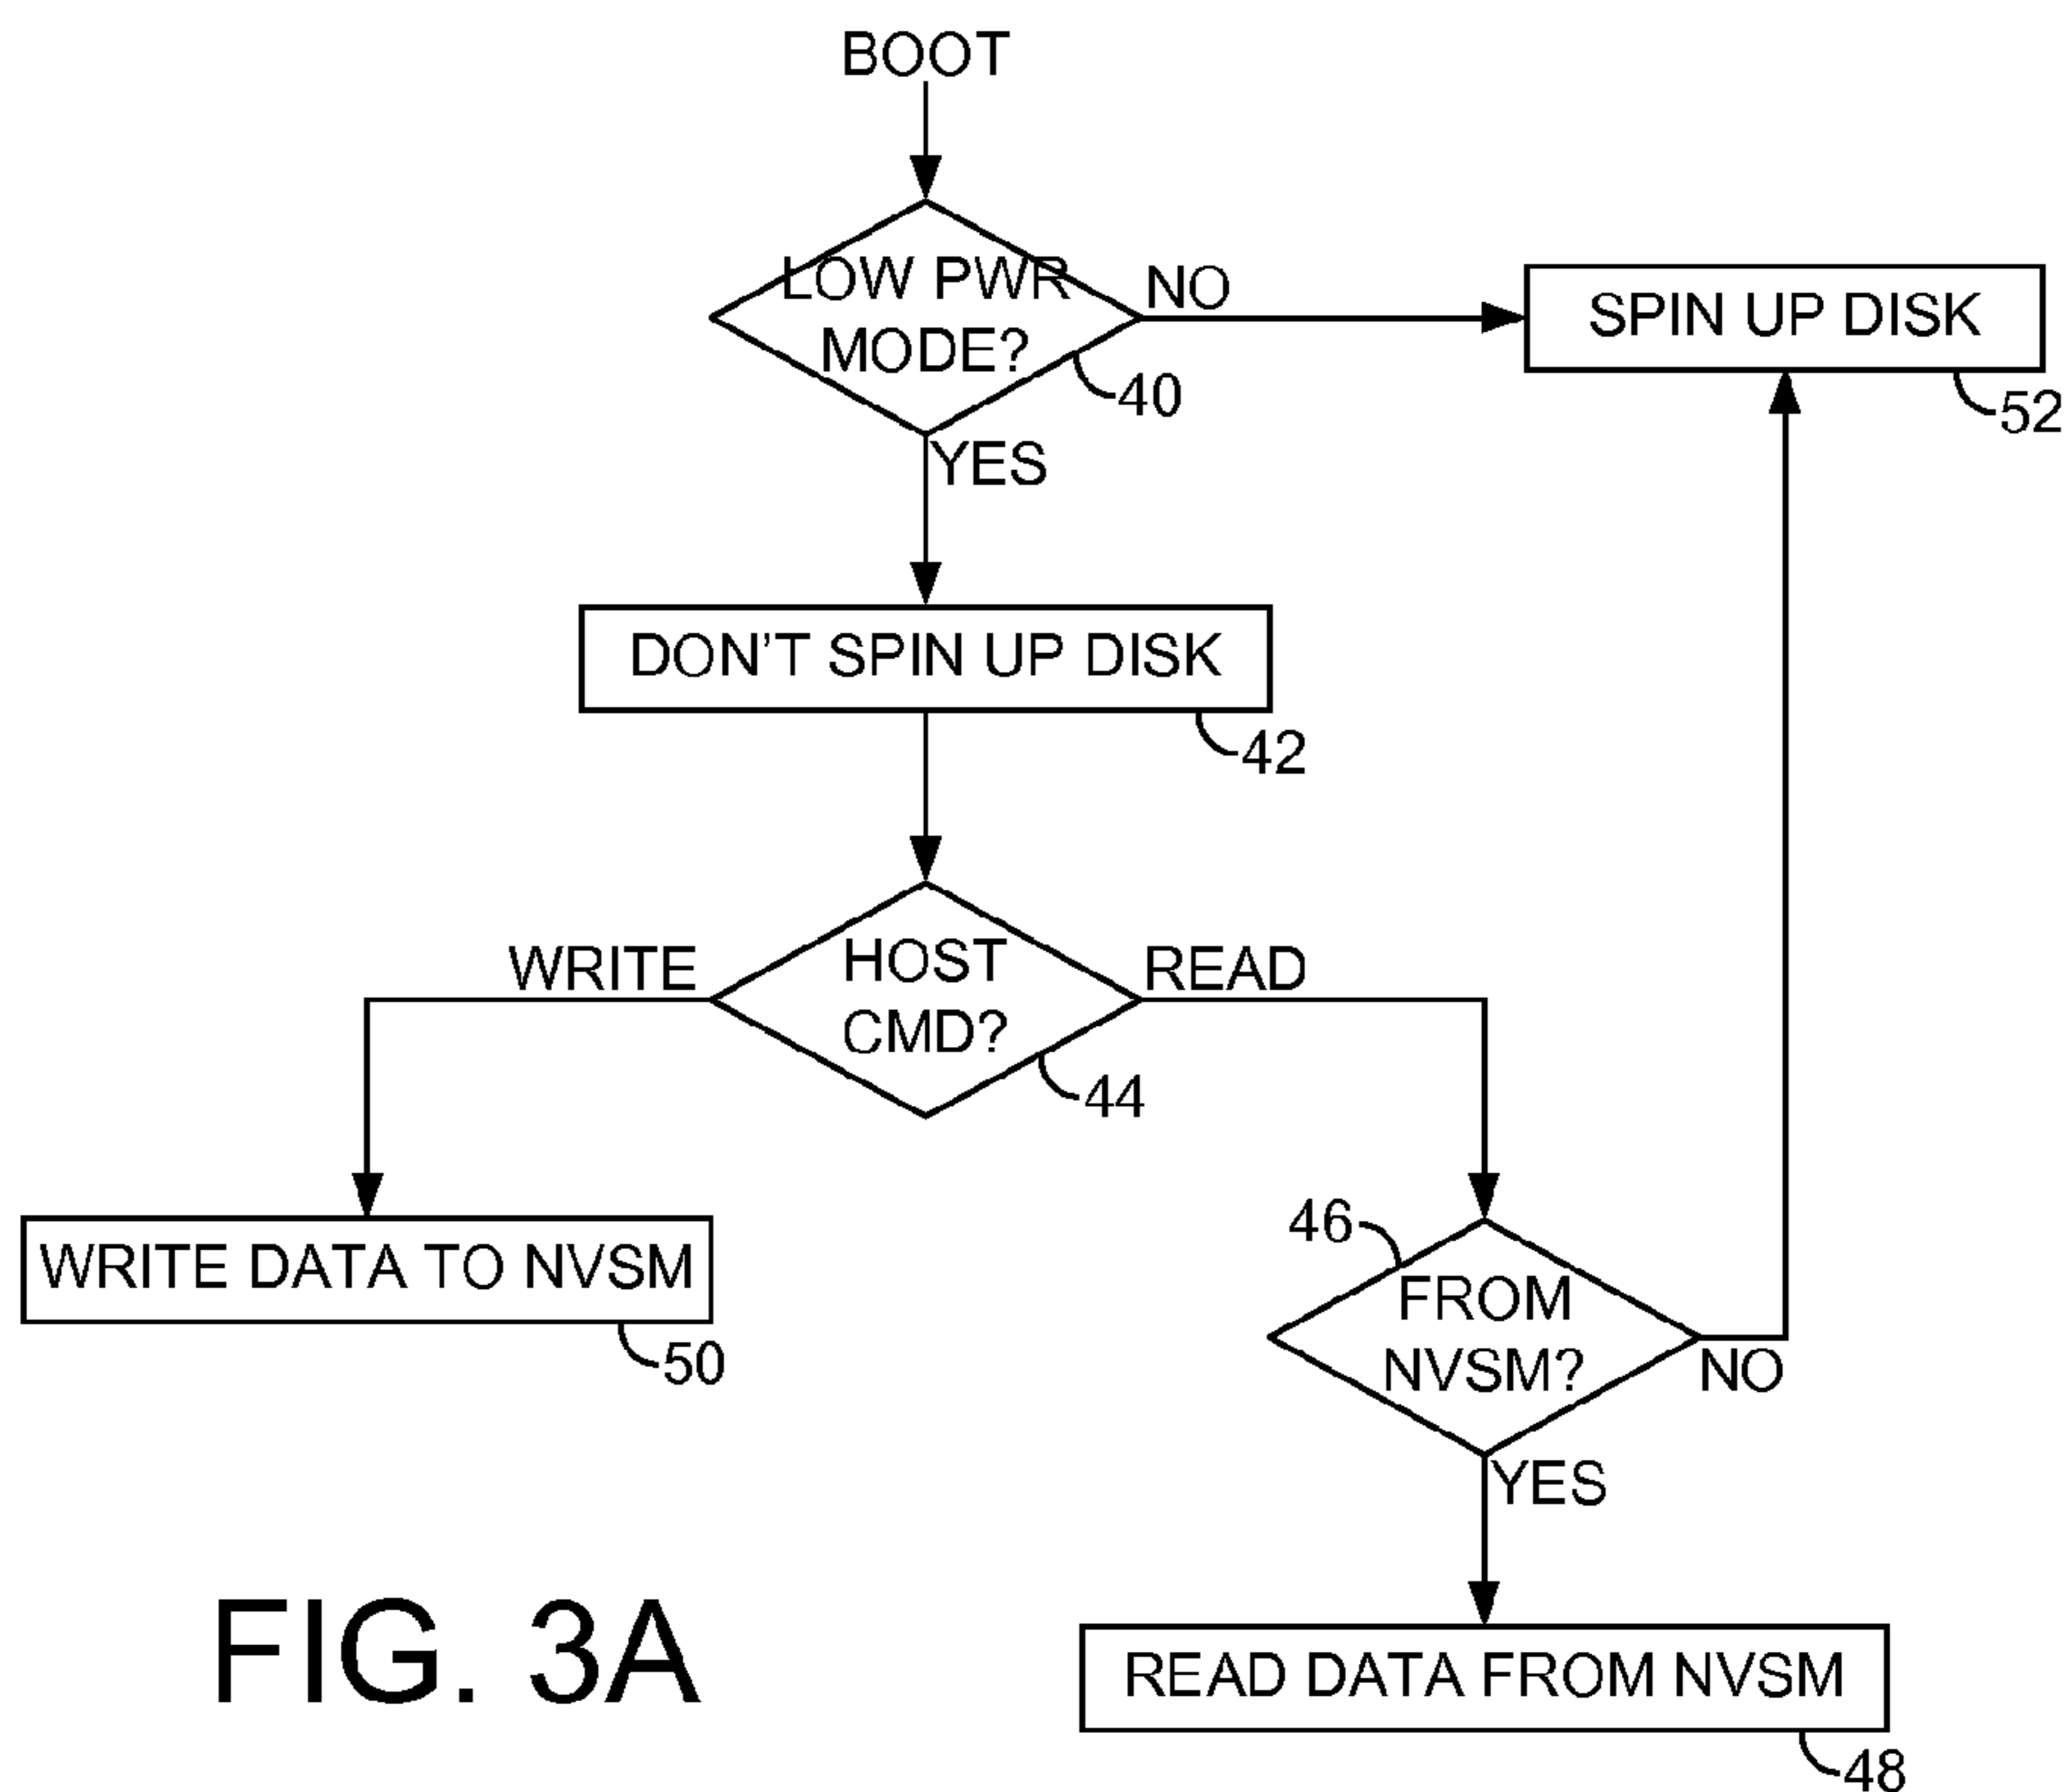 BOOT
LOW PWR
MODE?
NO
40
YES
SPIN UP DISK
52
DON'T SPIN UP DISK
42
HOST
CMD?
WRITE
READ
44
WRITE DATA TO NVSM
50
46
FROM
NVSM?
NO
YES
READ DATA FROM NVSM
48
FIG. 3A